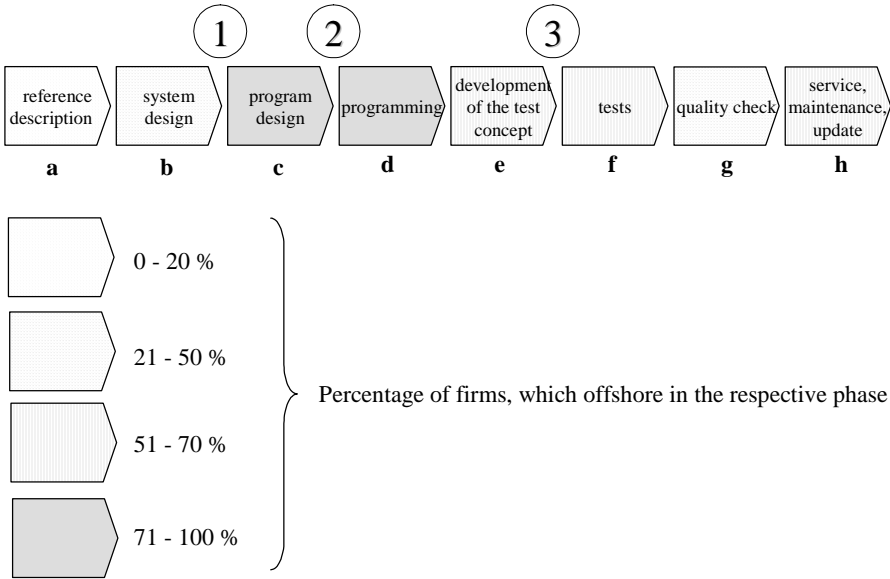 1
2
3
reference
description
system
design
program
design
programming
development
of the test
concept
tests
quality check
service,
maintenance,
update
a
b
c
d
e
f
g
h
0 - 20 %
21 - 50 %
51 - 70 %
71 - 100 %
Percentage of firms, which offshore in the respective phase